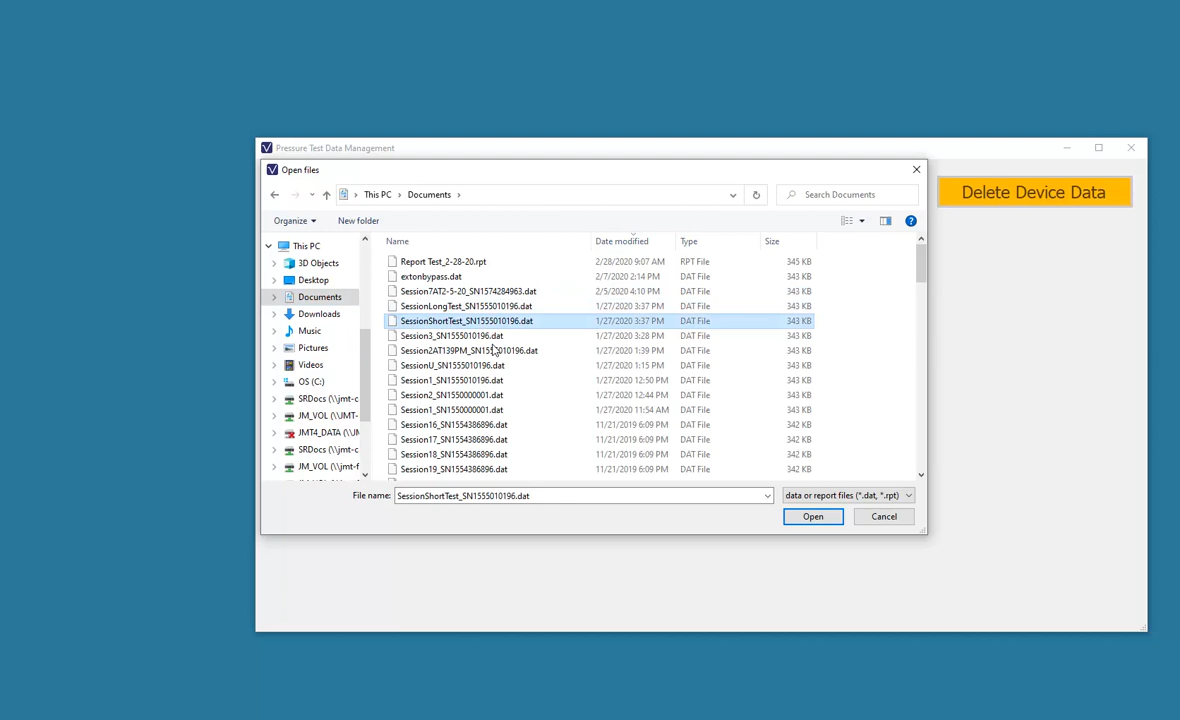 Pressure Test Data Management
Open files
This PC > Documents >
Search Documents
Delete Device Data
Organize
New folder
This PC
3D Objects
Desktop
Documents
Downloads
Music
Pictures
Videos
OS (C:)
SRDocs (\\jmt-c
JM_VOL (\\JMT-
JMT4_DATA (\\JM
SRDocs (\\jmt-c
JM_VOL (\\jmt-f
Name Date modified Type Size
Report Test_2-28-20.rpt 2/28/2020 9:07 AM RPT File 345 KB
extonbypass.dat 2/7/2020 2:14 PM DAT File 343 KB
Session7AT2-5-20_SN1574284963.dat 2/5/2020 4:10 PM DAT File 343 KB
SessionLongTest_SN1555010196.dat 1/27/2020 3:37 PM DAT File 343 KB
SessionShortTest_SN1555010196.dat 1/27/2020 3:37 PM DAT File 343 KB
Session3_SN1555010196.dat 1/27/2020 3:28 PM DAT File 343 KB
Session2AT139PM_SN1555010196.dat 1/27/2020 1:39 PM DAT File 343 KB
SessionU_SN1555010196.dat 1/27/2020 1:15 PM DAT File 343 KB
Session1_SN1555010196.dat 1/27/2020 12:50 PM DAT File 343 KB
Session2_SN1550000001.dat 1/27/2020 12:44 PM DAT File 343 KB
Session1_SN1550000001.dat 1/27/2020 11:54 AM DAT File 343 KB
Session16_SN1554386896.dat 11/21/2019 6:09 PM DAT File 342 KB
Session17_SN1554386896.dat 11/21/2019 6:09 PM DAT File 342 KB
Session18_SN1554386896.dat 11/21/2019 6:09 PM DAT File 342 KB
Session19_SN1554386896.dat 11/21/2019 6:09 PM DAT File 342 KB
File name: SessionShortTest_SN1555010196.dat
data or report files (*.dat, *.rpt)
Open
Cancel